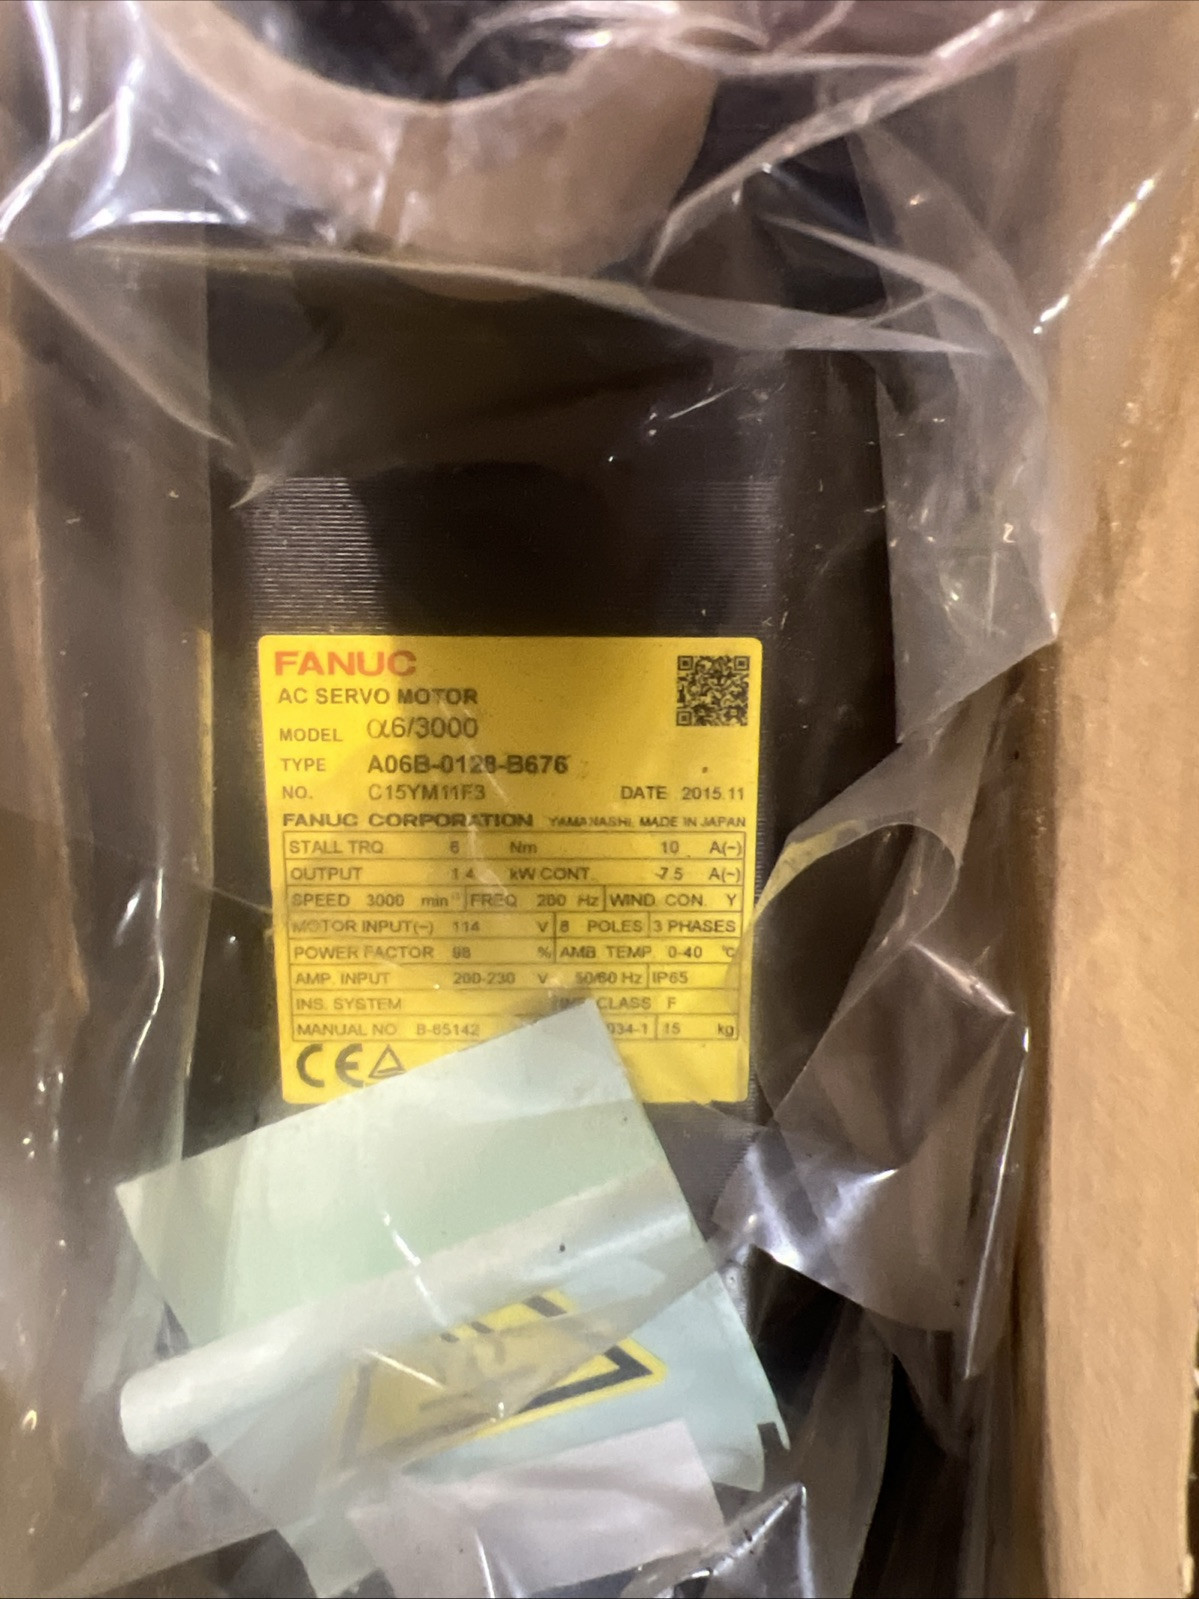 FANUC
AC SERVO MOTOR
MODEL α6/3000
TYPE A06B-0128-B676
NO. C15YM11F3 DATE 2015.11
FANUC CORPORATION YAMANASHI, MADE IN JAPAN
STALL TRQ. 6 Nm 10 A(~)
OUTPUT 1.4 kW CONT. 7.5 A(~)
SPEED 3000 min⁻¹ FREQ. 200 Hz WIND. CON. Y
MOTOR INPUT(~) 114 V 8 POLES 3 PHASES
POWER FACTOR 98 % AMB. TEMP. 0-40 °C
AMP. INPUT 200-230 V 50/60 Hz IP65
INS. SYSTEM CLASS F
MANUAL NO. B-65142 034-1 15 kg
CE